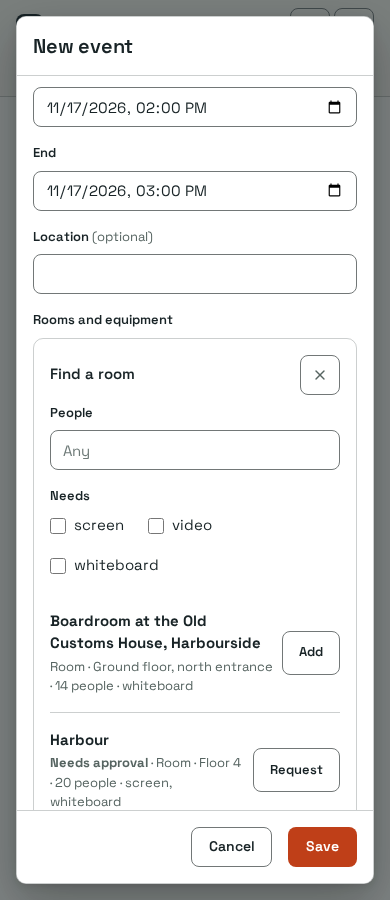 New event
11/17/2026, 02:00 PM
End
11/17/2026, 03:00 PM
Location (optional)
Rooms and equipment
Find a room
People
Any
Needs
screen
video
whiteboard
Boardroom at the Old
Customs House, Harbourside
Room · Ground floor, north entrance
· 14 people · whiteboard
Add
Harbour
Needs approval · Room · Floor 4
· 20 people · screen,
whiteboard
Request
Cancel
Save